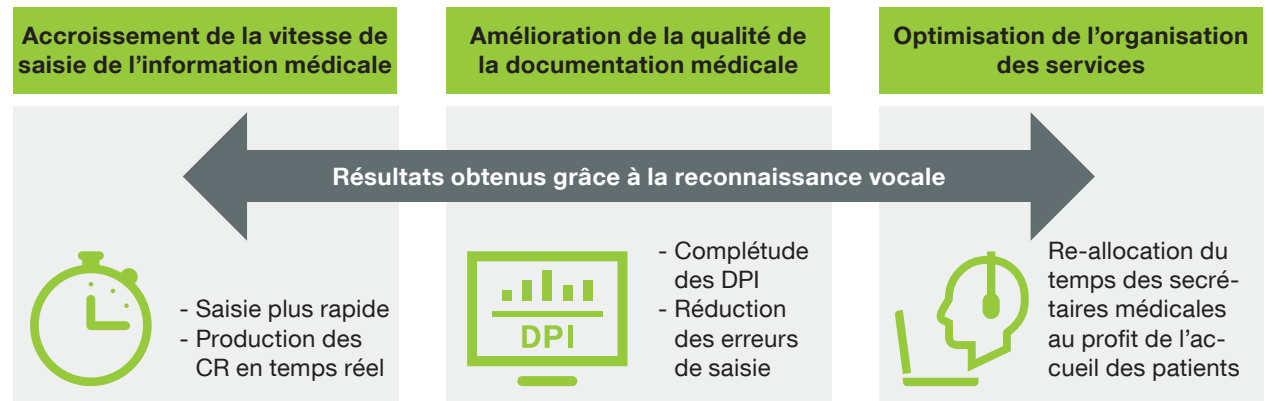 Accroissement de la vitesse de
saisie de l’information médicale
Amélioration de la qualité de
la documentation médicale
Optimisation de l’organisation
des services
Résultats obtenus grâce à la reconnaissance vocale
- Saisie plus rapide
- Production des
CR en temps réel
DPI
- Complétude
des DPI
- Réduction
des erreurs
de saisie
Re-allocation du
temps des secré-
taires médicales
au profit de l’ac-
cueil des patients